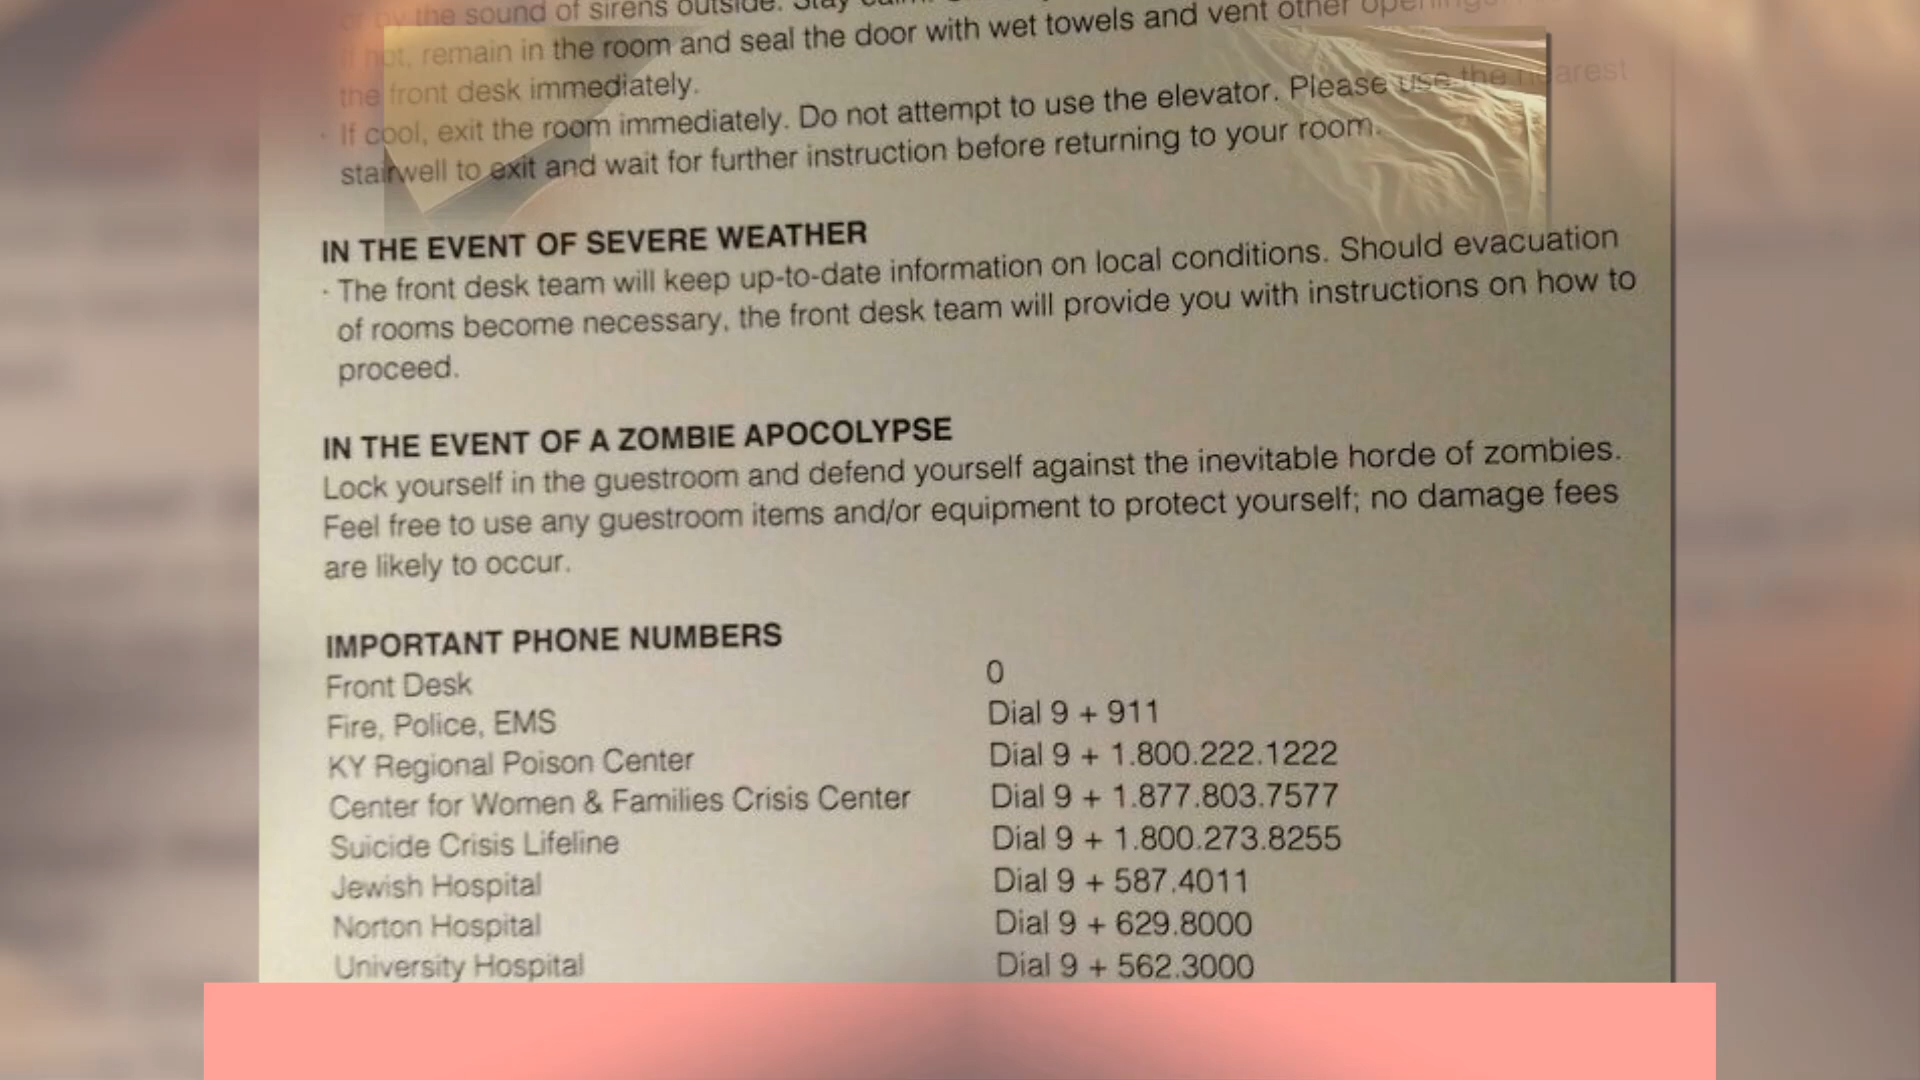 or by the sound of sirens outside. Stay
if not, remain in the room and seal the door with wet towels and vent other openings.
the front desk immediately.
· If cool, exit the room immediately. Do not attempt to use the elevator. Please use the nearest
stairwell to exit and wait for further instruction before returning to your room.
IN THE EVENT OF SEVERE WEATHER
· The front desk team will keep up-to-date information on local conditions. Should evacuation
of rooms become necessary, the front desk team will provide you with instructions on how to
proceed.
IN THE EVENT OF A ZOMBIE APOCOLYPSE
Lock yourself in the guestroom and defend yourself against the inevitable horde of zombies.
Feel free to use any guestroom items and/or equipment to protect yourself; no damage fees
are likely to occur.
IMPORTANT PHONE NUMBERS
Front Desk 0
Fire, Police, EMS Dial 9 + 911
KY Regional Poison Center Dial 9 + 1.800.222.1222
Center for Women & Families Crisis Center Dial 9 + 1.877.803.7577
Suicide Crisis Lifeline Dial 9 + 1.800.273.8255
Jewish Hospital Dial 9 + 587.4011
Norton Hospital Dial 9 + 629.8000
University Hospital Dial 9 + 562.3000